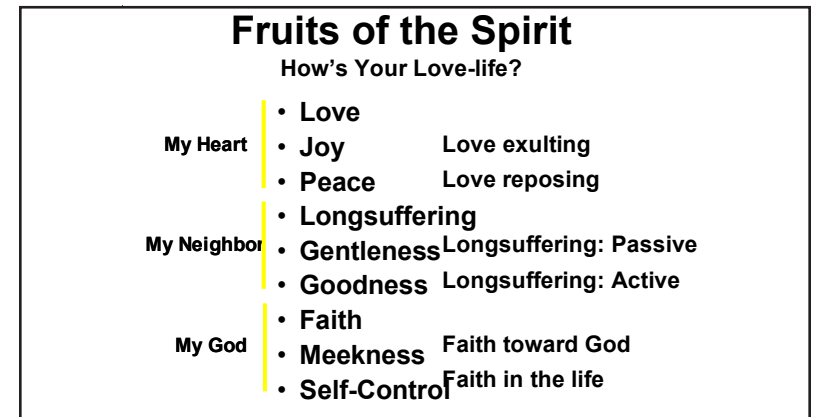 Fruits of the Spirit
How's Your Love-life?
• Love
My Heart • Joy Love exulting
• Peace Love reposing
• Longsuffering
My Neighbor • Gentleness Longsuffering: Passive
• Goodness Longsuffering: Active
• Faith
My God • Meekness Faith toward God
• Self-Control Faith in the life